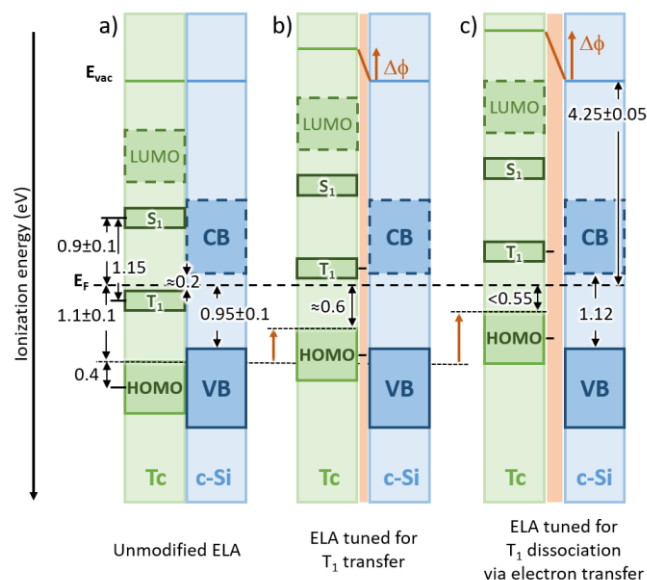 a)
b)
c)
Δϕ
Δϕ
E_vac
LUMO
LUMO
LUMO
4.25±0.05
S₁
S₁
S₁
CB
CB
CB
0.9±0.1
1.15
T₁
T₁
E_F
≈0.2
T₁
≈0.6
<0.55
1.1±0.1
0.95±0.1
1.12
HOMO
HOMO
0.4
HOMO
VB
VB
VB
Ionization energy (eV)
Tc
c-Si
Tc
c-Si
Tc
c-Si
Unmodified ELA
ELA tuned for
T₁ transfer
ELA tuned for
T₁ dissociation
via electron transfer